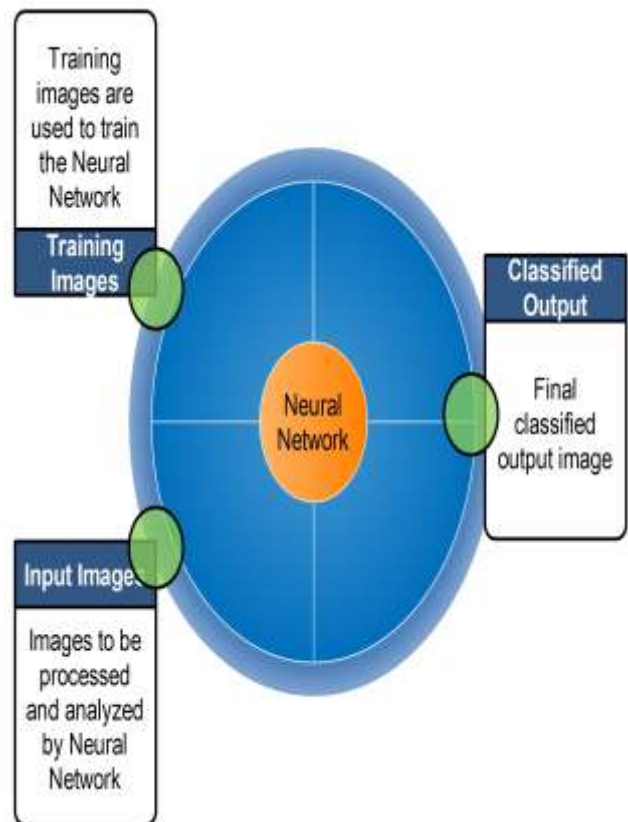 Training
images are
used to train
the Neural
Network
Training
Images
Classified
Output
Final
classified
output image
Neural
Network
Input Images
Images to be
processed
and analyzed
by Neural
Network